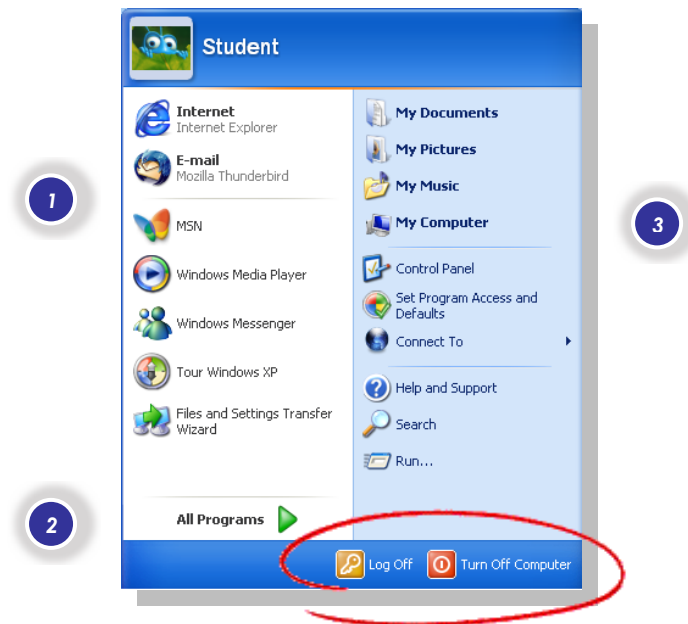 Student
Internet
Internet Explorer
E-mail
Mozilla Thunderbird
MSN
Windows Media Player
Windows Messenger
Tour Windows XP
Files and Settings Transfer
Wizard
All Programs
My Documents
My Pictures
My Music
My Computer
Control Panel
Set Program Access and
Defaults
Connect To
Help and Support
Search
Run...
Log Off
Turn Off Computer
1
2
3